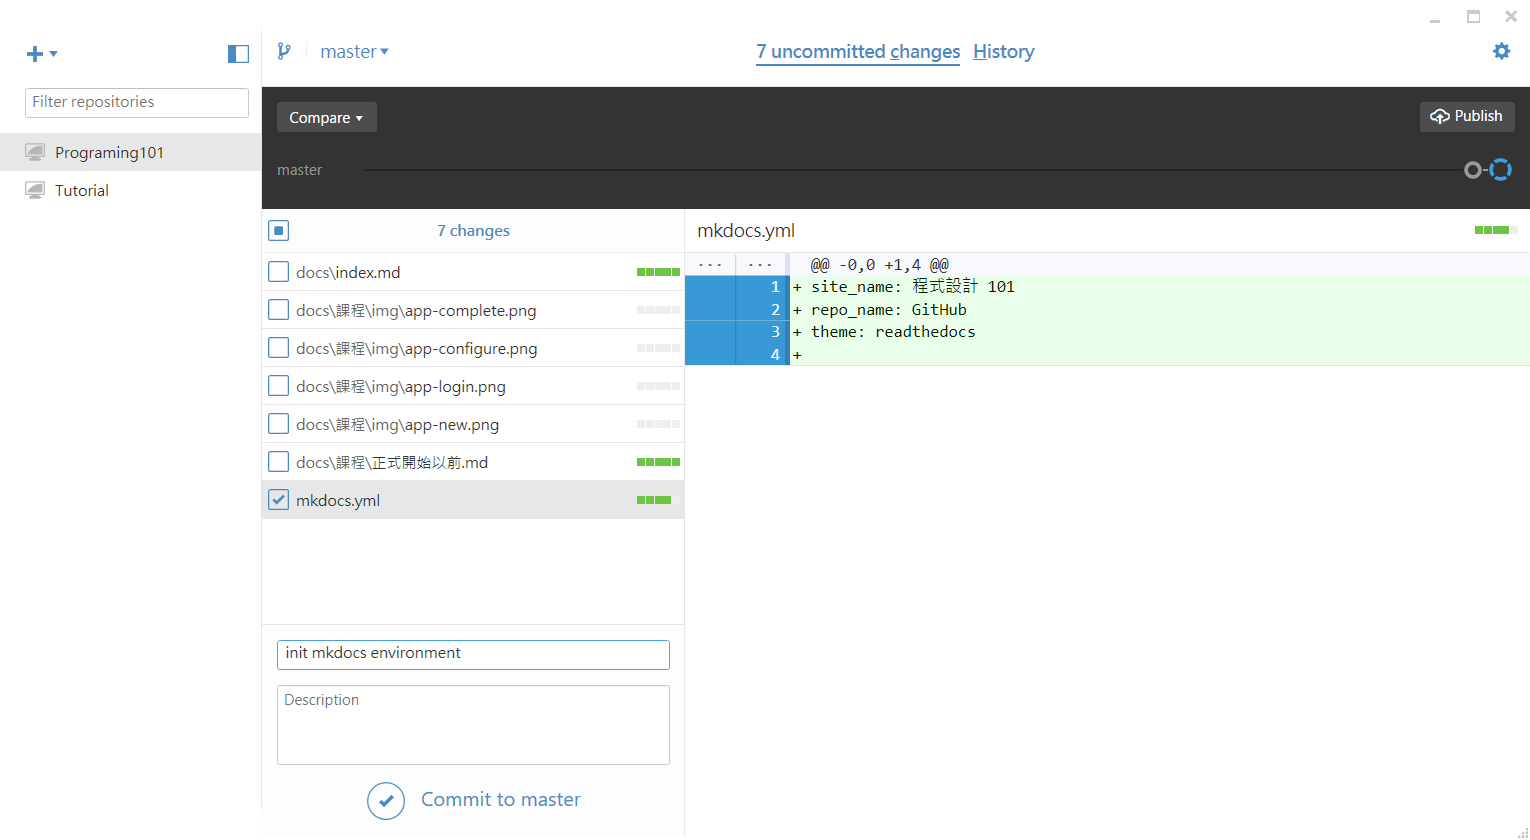 master
7 uncommitted changes
History
Filter repositories
Programing101
Tutorial
Compare
Publish
master
7 changes
docs\index.md
docs\課程\img\app-complete.png
docs\課程\img\app-configure.png
docs\課程\img\app-login.png
docs\課程\img\app-new.png
docs\課程\正式開始以前.md
mkdocs.yml
init mkdocs environment
Description
Commit to master
mkdocs.yml
... ... @@ -0,0 +1,4 @@
1 + site_name: 程式設計 101
2 + repo_name: GitHub
3 + theme: readthedocs
4 +